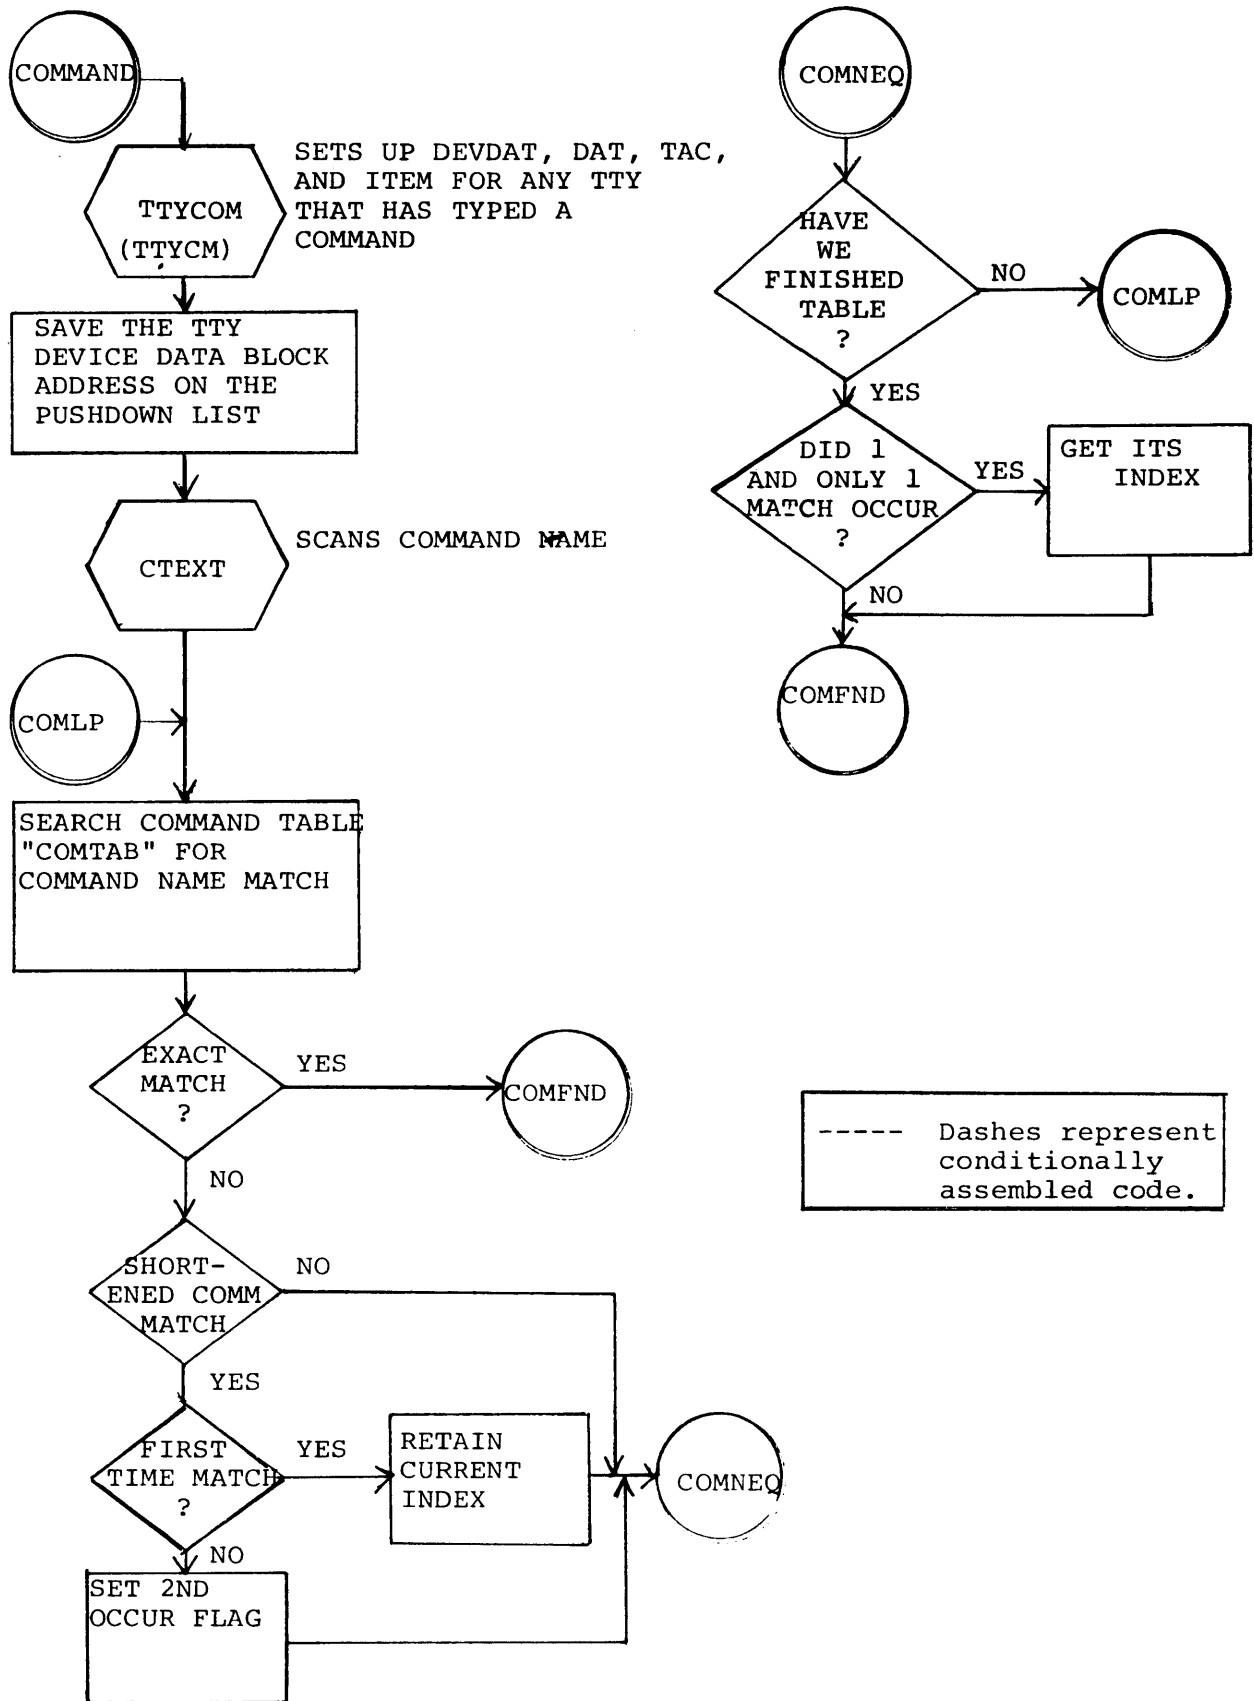 COMMAND
TTYCOM
(TTYCM)
SETS UP DEVDAT, DAT, TAC,
AND ITEM FOR ANY TTY
THAT HAS TYPED A
COMMAND
SAVE THE TTY
DEVICE DATA BLOCK
ADDRESS ON THE
PUSHDOWN LIST
CTEXT
SCANS COMMAND NAME
COMLP
SEARCH COMMAND TABLE
"COMTAB" FOR
COMMAND NAME MATCH
EXACT
MATCH
?
YES
COMFND
NO
SHORT-
ENED COMM
MATCH
NO
YES
FIRST
TIME MATCH
?
YES
RETAIN
CURRENT
INDEX
COMNEQ
NO
SET 2ND
OCCUR FLAG
COMNEQ
HAVE
WE
FINISHED
TABLE
?
NO
COMLP
YES
DID 1
AND ONLY 1
MATCH OCCUR
?
YES
GET ITS
INDEX
NO
COMFND
----- Dashes represent
conditionally
assembled code.